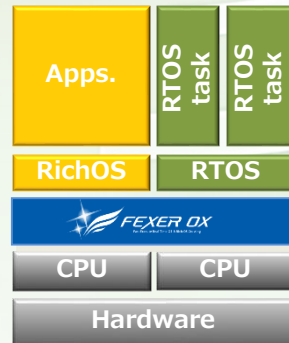 Apps.
RTOS
task
RTOS
task
RichOS
RTOS
FEXER OX
CPU
CPU
Hardware